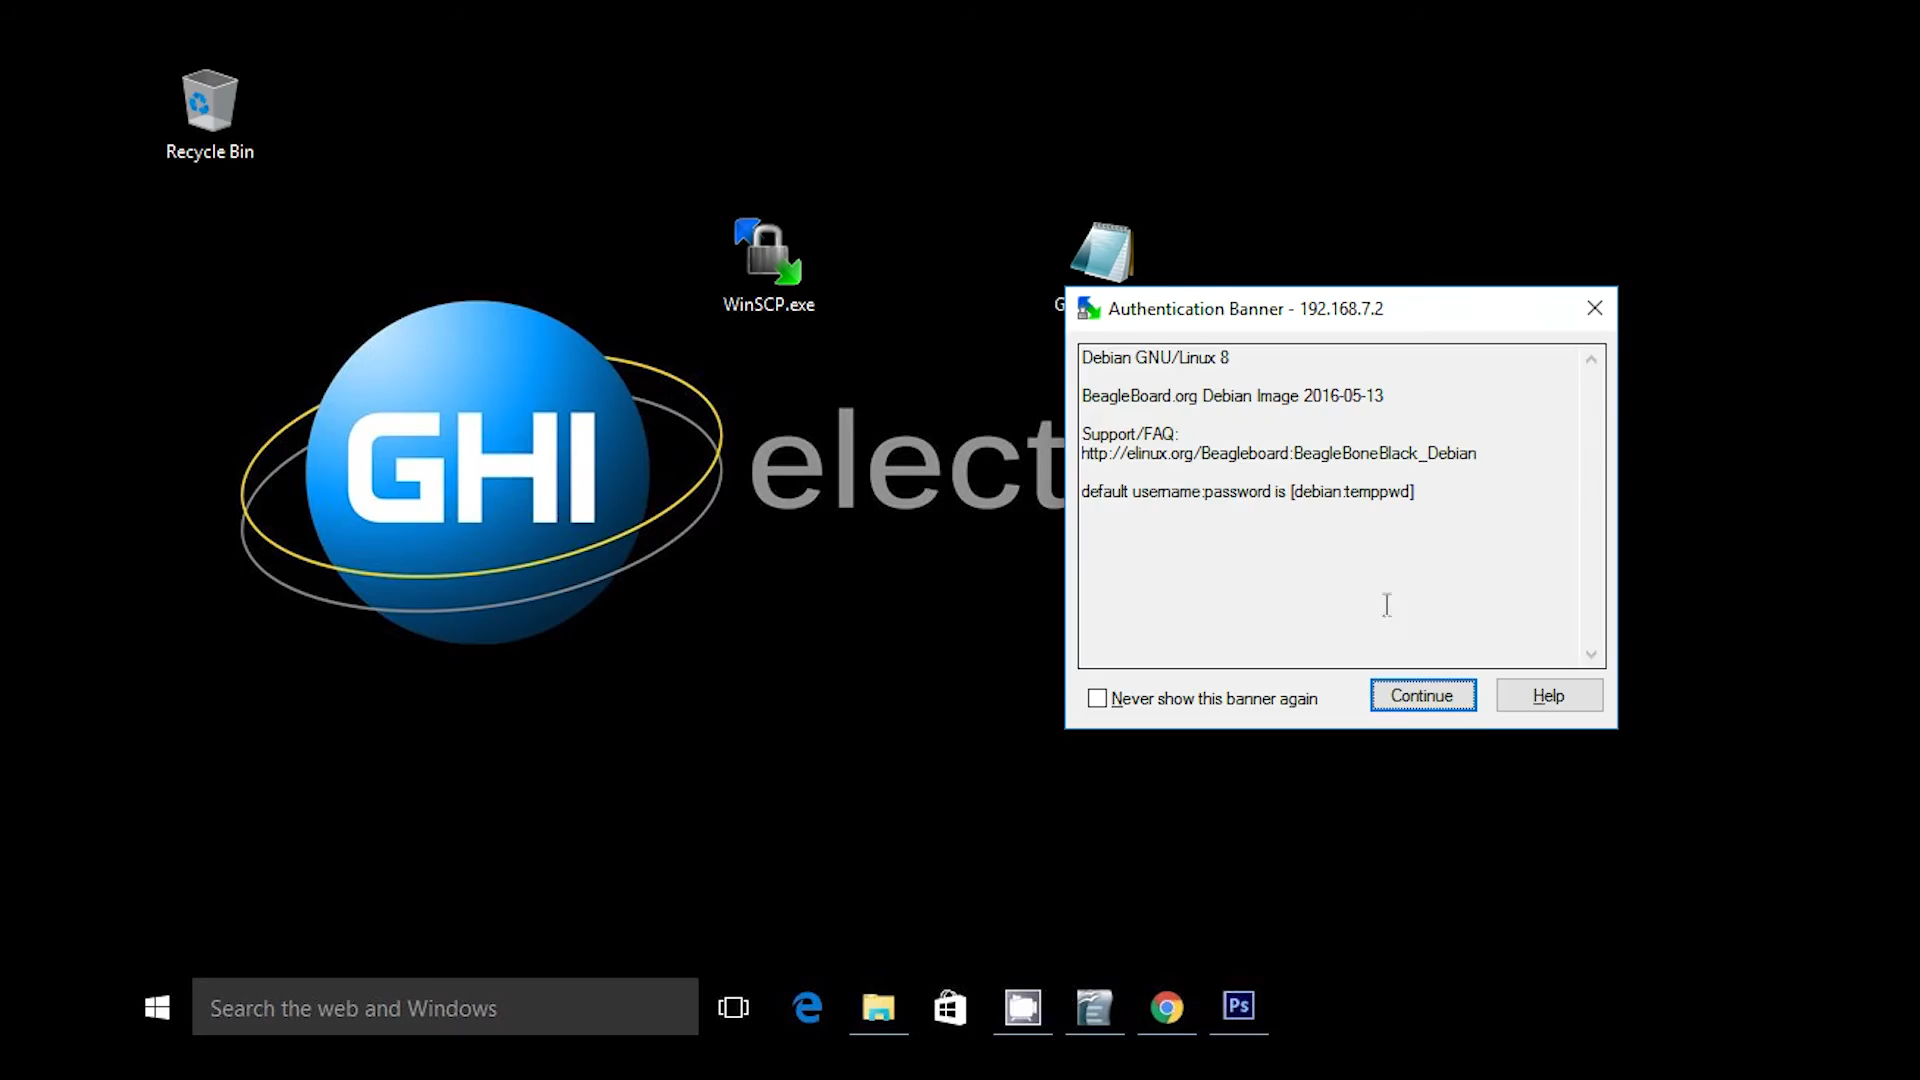 Recycle Bin
WinSCP.exe
G
GHI
elect
Authentication Banner - 192.168.7.2
Debian GNU/Linux 8
BeagleBoard.org Debian Image 2016-05-13
Support/FAQ:
http://elinux.org/Beagleboard:BeagleBoneBlack_Debian
default username:password is [debian:temppwd]
Never show this banner again
Continue
Help
Search the web and Windows
Ps